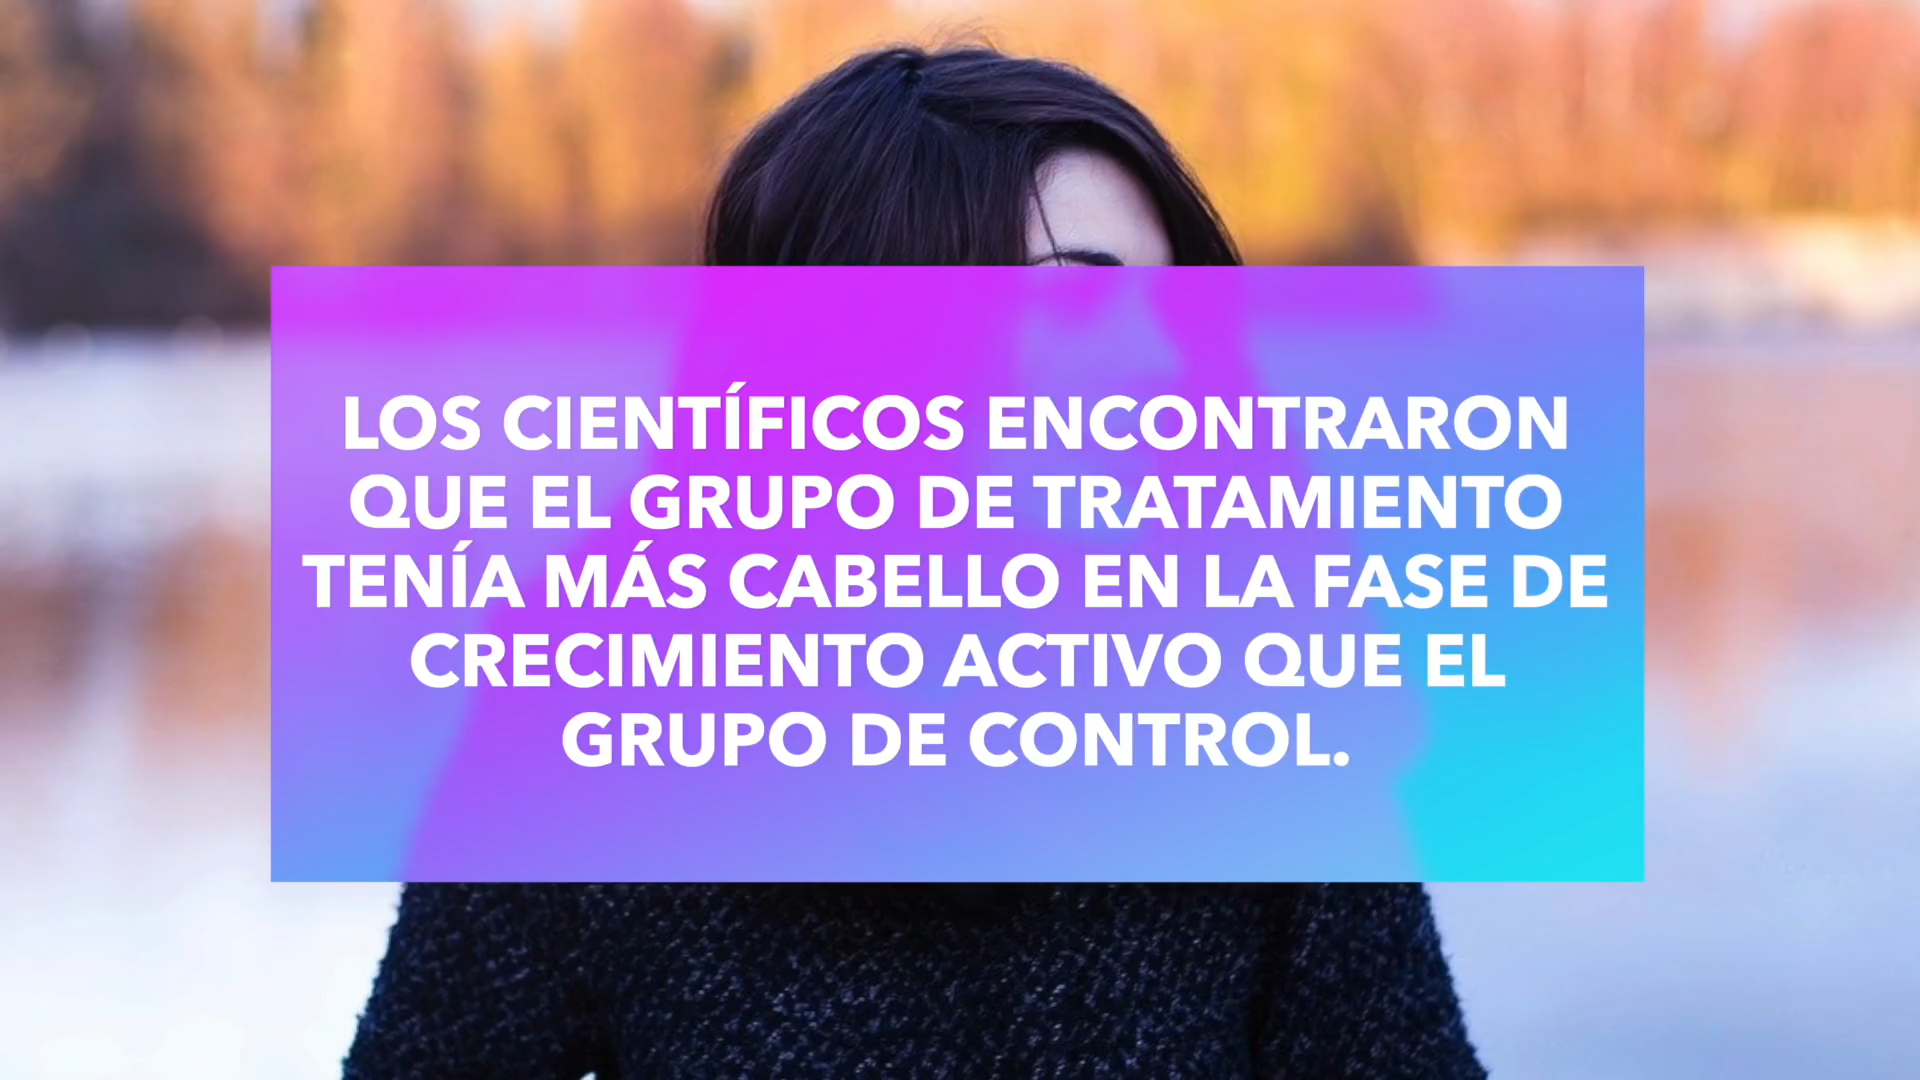 LOS CIENTÍFICOS ENCONTRARON
QUE EL GRUPO DE TRATAMIENTO
TENÍA MÁS CABELLO EN LA FASE DE
CRECIMIENTO ACTIVO QUE EL
GRUPO DE CONTROL.